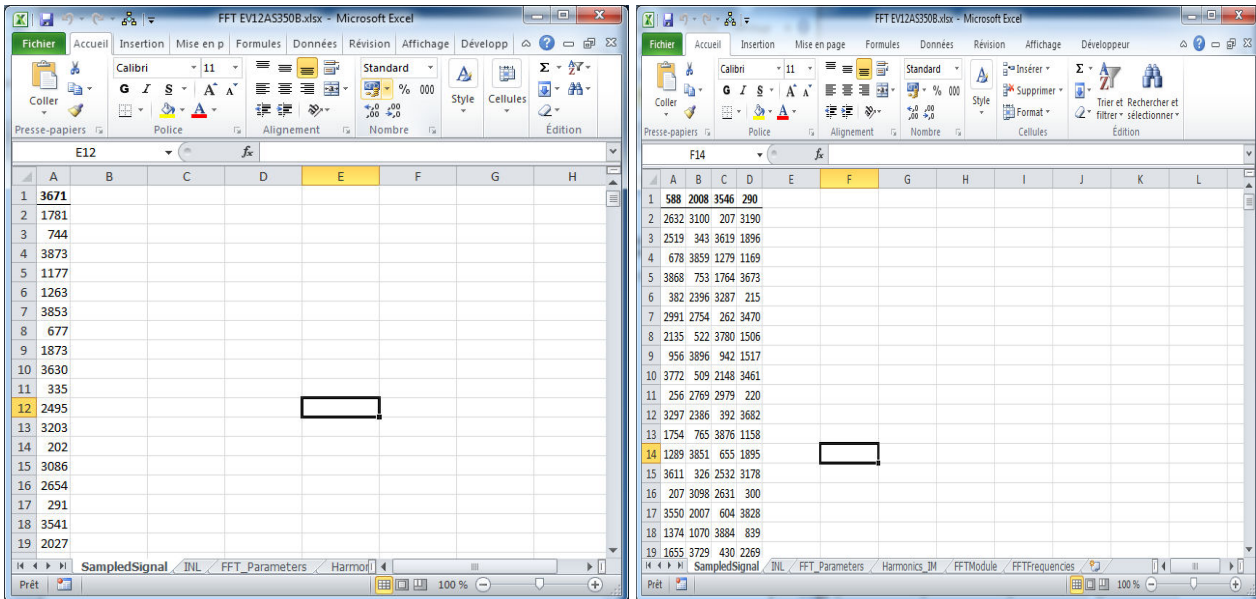 FFT EV12AS350B.xlsx - Microsoft Excel
Fichier Accueil Insertion Mise en p Formules Données Révision Affichage Développ
Coller
Calibri 11
G I S A A
Standard
% 000
Style Cellules
Presse-papiers Police Alignement Nombre Édition
E12 fx
A B C D E F G H
1 3671
2 1781
3 744
4 3873
5 1177
6 1263
7 3853
8 677
9 1873
10 3630
11 335
12 2495
13 3203
14 202
15 3086
16 2654
17 291
18 3541
19 2027
SampledSignal INL FFT_Parameters Harmon
Prêt 100 %
FFT EV12AS350B.xlsx - Microsoft Excel
Fichier Accueil Insertion Mise en page Formules Données Révision Affichage Développeur
Coller
Calibri 11
G I S A A
Standard
% 000
Style
Insérer
Supprimer
Format
Trier et filtrer
Rechercher et sélectionner
Presse-papiers Police Alignement Nombre Cellules Édition
F14 fx
A B C D E F G H I J K L
1 588 2008 3546 290
2 2632 3100 207 3190
3 2519 343 3619 1896
4 678 3859 1279 1169
5 3868 753 1764 3673
6 382 2396 3287 215
7 2991 2754 262 3470
8 2135 522 3780 1506
9 956 3896 942 1517
10 3772 509 2148 3461
11 256 2769 2979 220
12 3297 2386 392 3682
13 1754 765 3876 1158
14 1289 3851 655 1895
15 3611 326 2532 3178
16 207 3098 2631 300
17 3550 2007 604 3828
18 1374 1070 3884 839
19 1655 3729 430 2269
SampledSignal INL FFT_Parameters Harmonics_IM FFTModule FFTFrequencies
Prêt 100 %